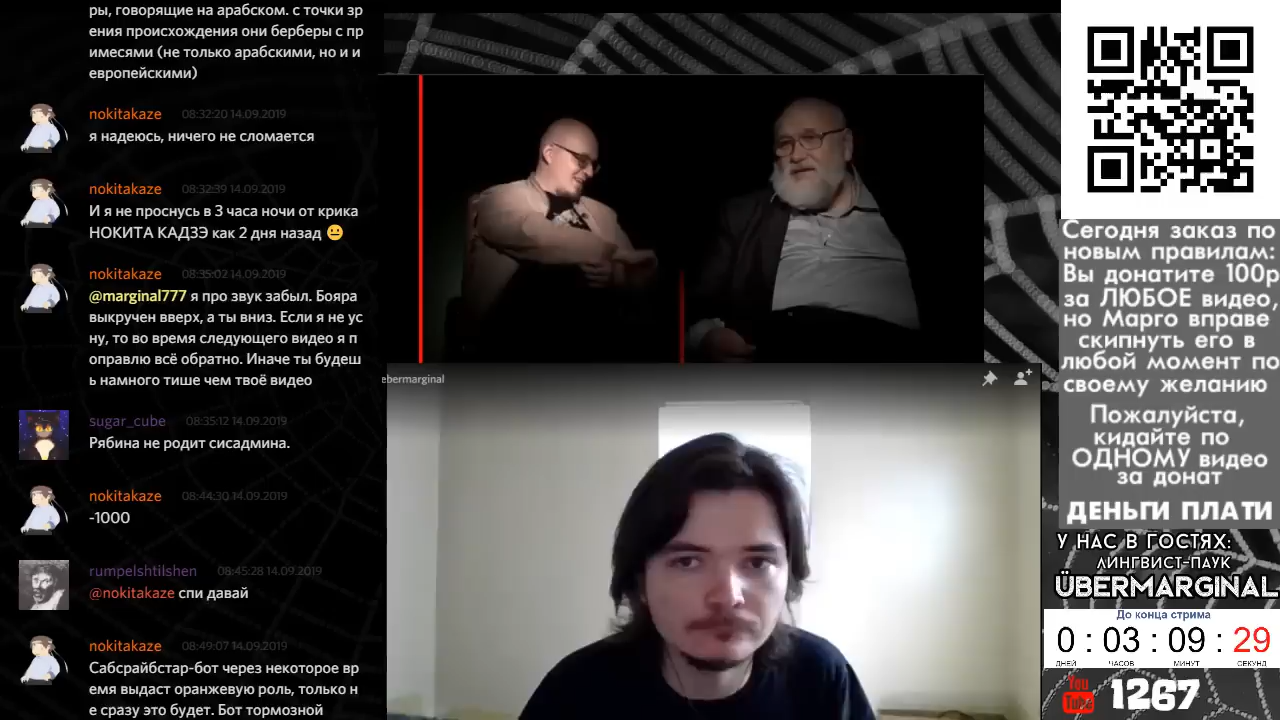 ры, говорящие на арабском. с точки зр
ения происхождения они берберы с пр
имесями (не только арабскими, но и и
европейскими)
nokitakaze 08:32:20 14.09.2019
я надеюсь, ничего не сломается
nokitakaze 08:32:39 14.09.2019
И я не проснусь в 3 часа ночи от крика
НОКИТА КАДЗЭ как 2 дня назад 😐
nokitakaze 08:35:02 14.09.2019
@marginal777 я про звук забыл. Бояра
выкручен вверх, а ты вниз. Если я не ус
ну, то во время следующего видео я п
оправлю всё обратно. Иначе ты будеш
ь намного тише чем твоё видео
sugar_cube 08:35:12 14.09.2019
Рябина не родит сисадмина.
nokitakaze 08:44:30 14.09.2019
-1000
rumpelshtilshen 08:45:28 14.09.2019
@nokitakaze спи давай
nokitakaze 08:49:07 14.09.2019
Сабсрайбстар-бот через некоторое вр
емя выдаст оранжевую роль, только н
е сразу это будет. Бот тормозной
ebermarginal
Сегодня заказ по
новым правилам:
Вы донатите 100р
за ЛЮБОЕ видео,
но Марго вправе
скипнуть его в
любой момент по
своему желанию
Пожалуйста,
кидайте по
ОДНОМУ видео
за донат
ДЕНЬГИ ПЛАТИ
У НАС В ГОСТЯХ:
ЛИНГВИСТ-ПАУК
ÜBERMARGINAL
До конца стрима
0 : 03 : 09 : 29
ДНЕЙ ЧАСОВ МИНУТ СЕКУНД
You Tube 1267